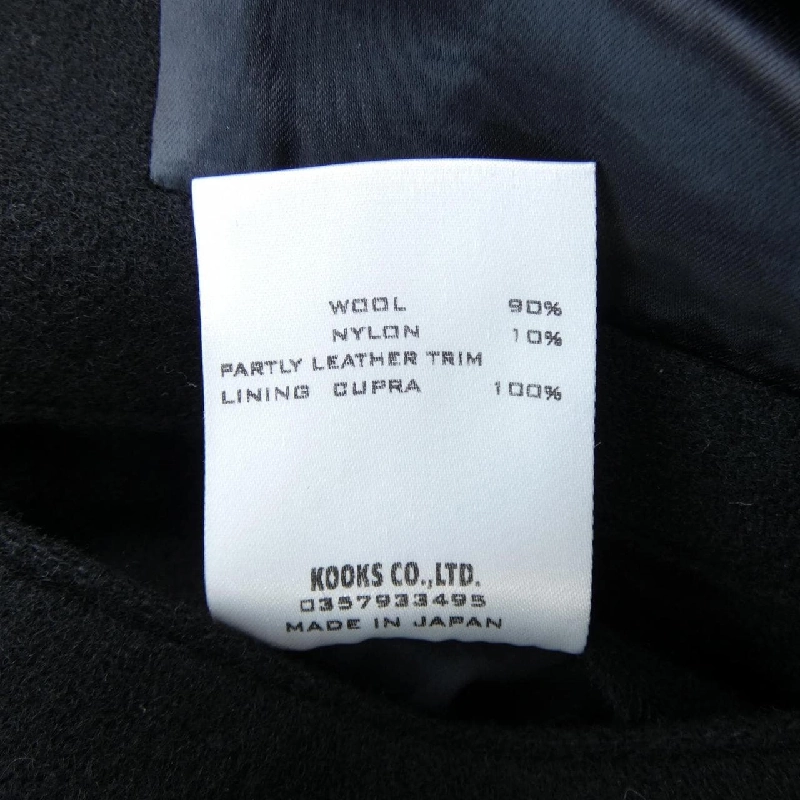 WOOL 90%
NYLON 10%
PARTLY LEATHER TRIM
LINING CUPRA 100%
KOOKS CO.,LTD.
0357933495
MADE IN JAPAN